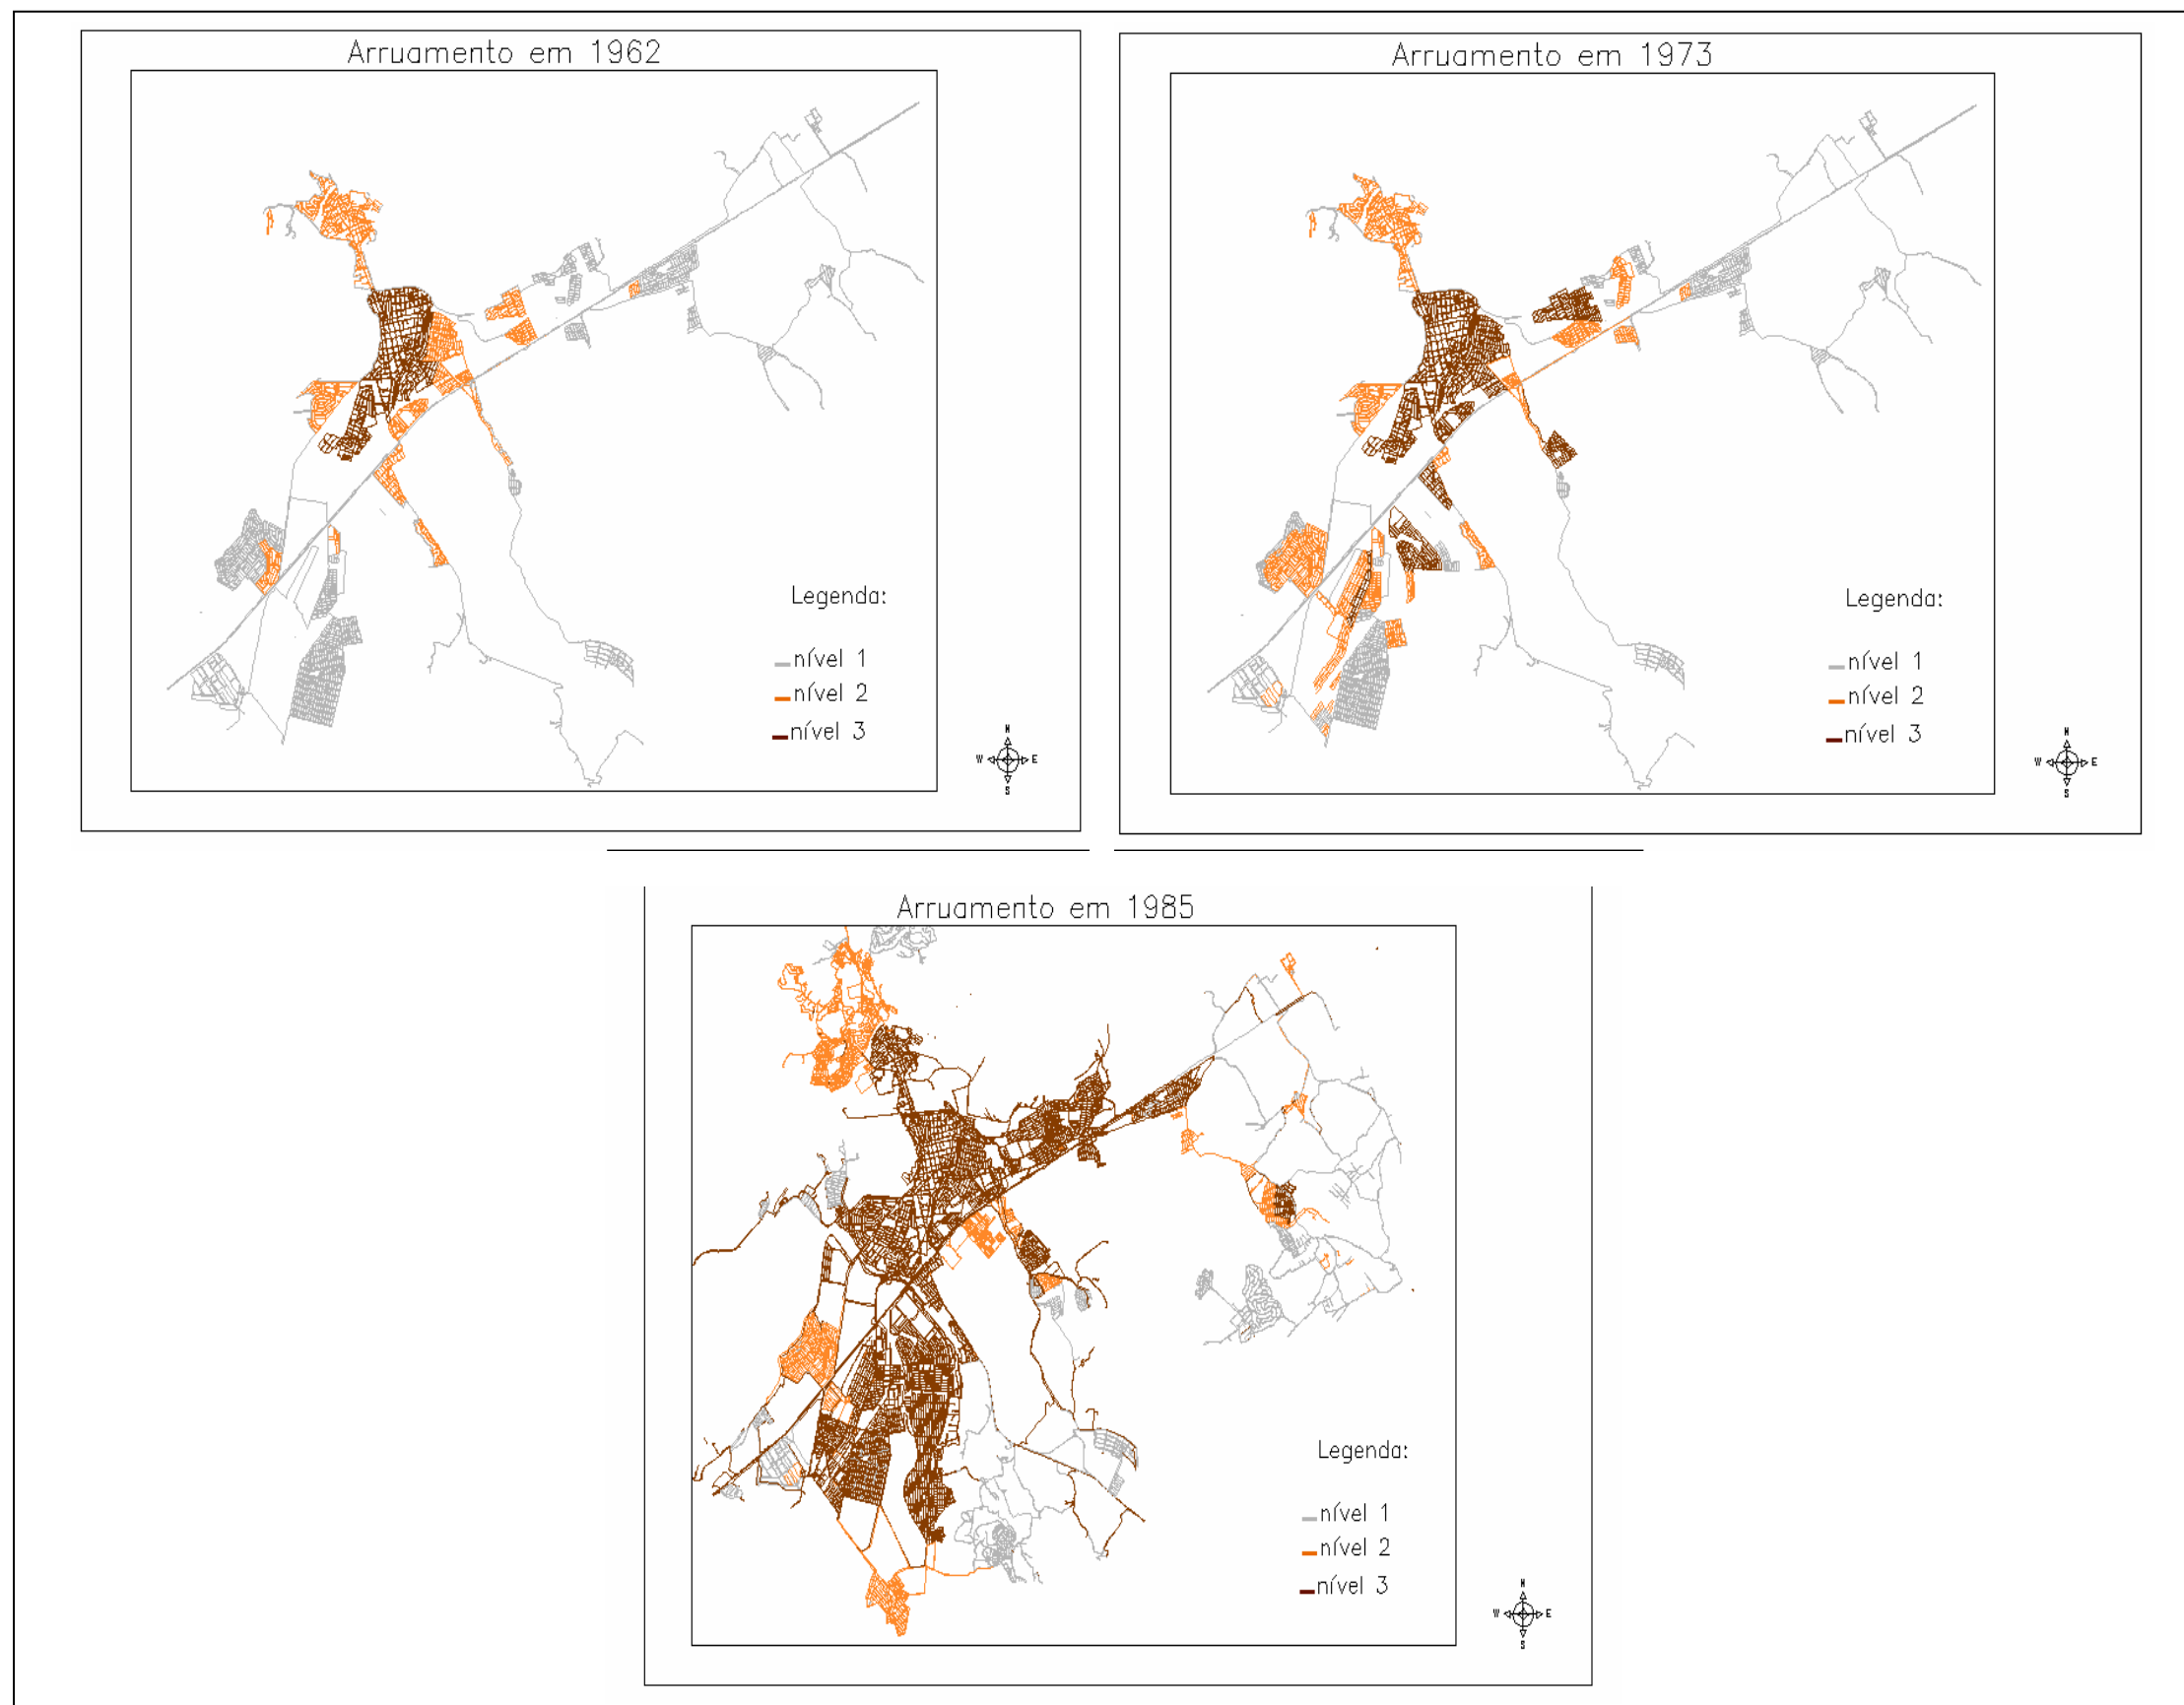 Arruamento em 1962
Legenda:
nível 1
nível 2
nível 3
N
W E
S
Arruamento em 1973
Legenda:
nível 1
nível 2
nível 3
N
W E
S
Arruamento em 1985
Legenda:
nível 1
nível 2
nível 3
N
W E
S